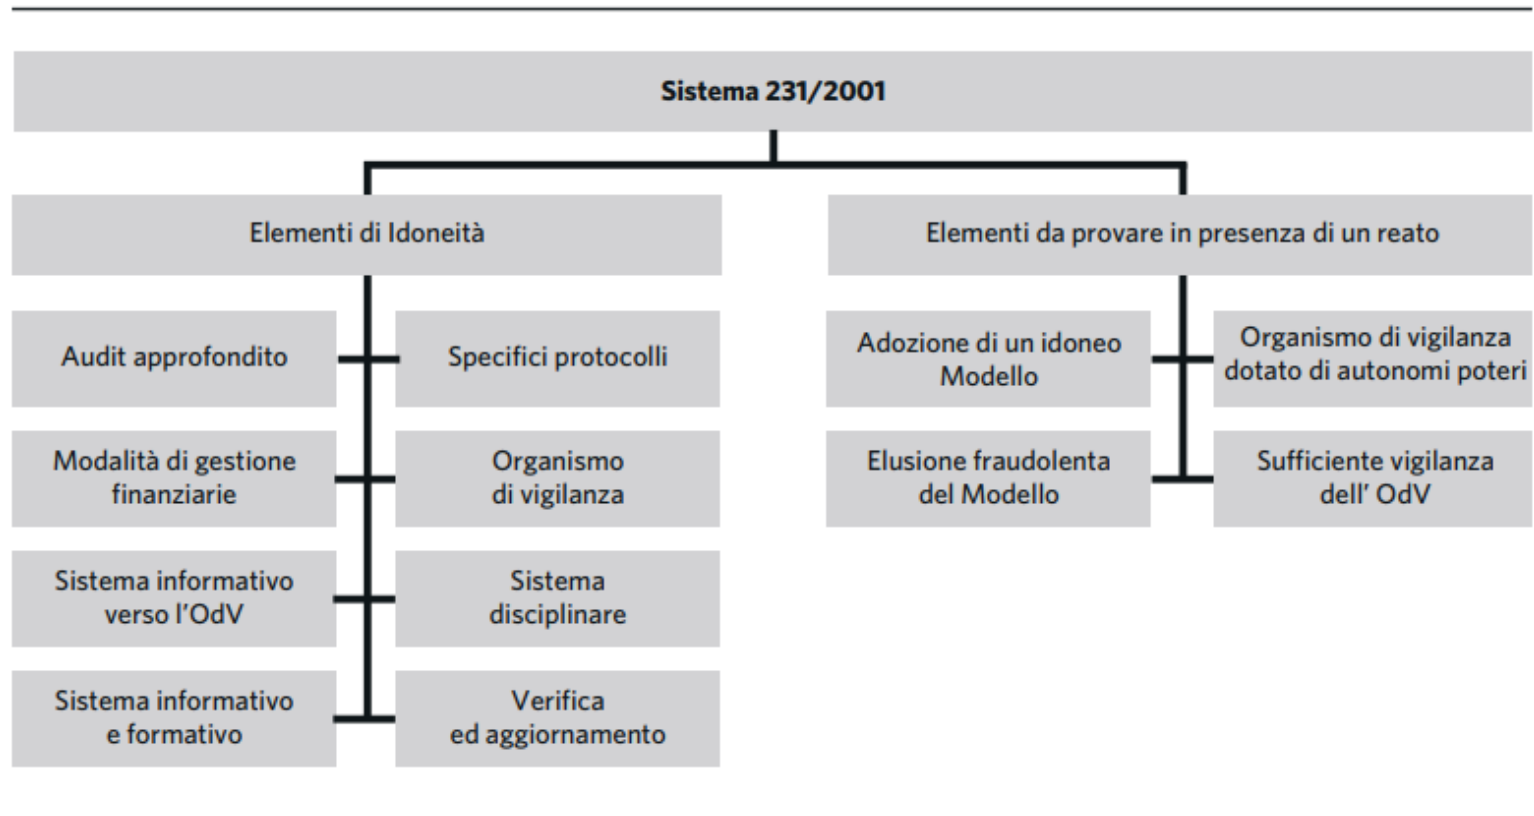 Sistema 231/2001
Elementi di Idoneità
Elementi da provare in presenza di un reato
Audit approfondito
Specifici protocolli
Modalità di gestione
finanziarie
Organismo
di vigilanza
Sistema informativo
verso l'OdV
Sistema
disciplinare
Sistema informativo
e formativo
Verifica
ed aggiornamento
Adozione di un idoneo
Modello
Organismo di vigilanza
dotato di autonomi poteri
Elusione fraudolenta
del Modello
Sufficiente vigilanza
dell' OdV